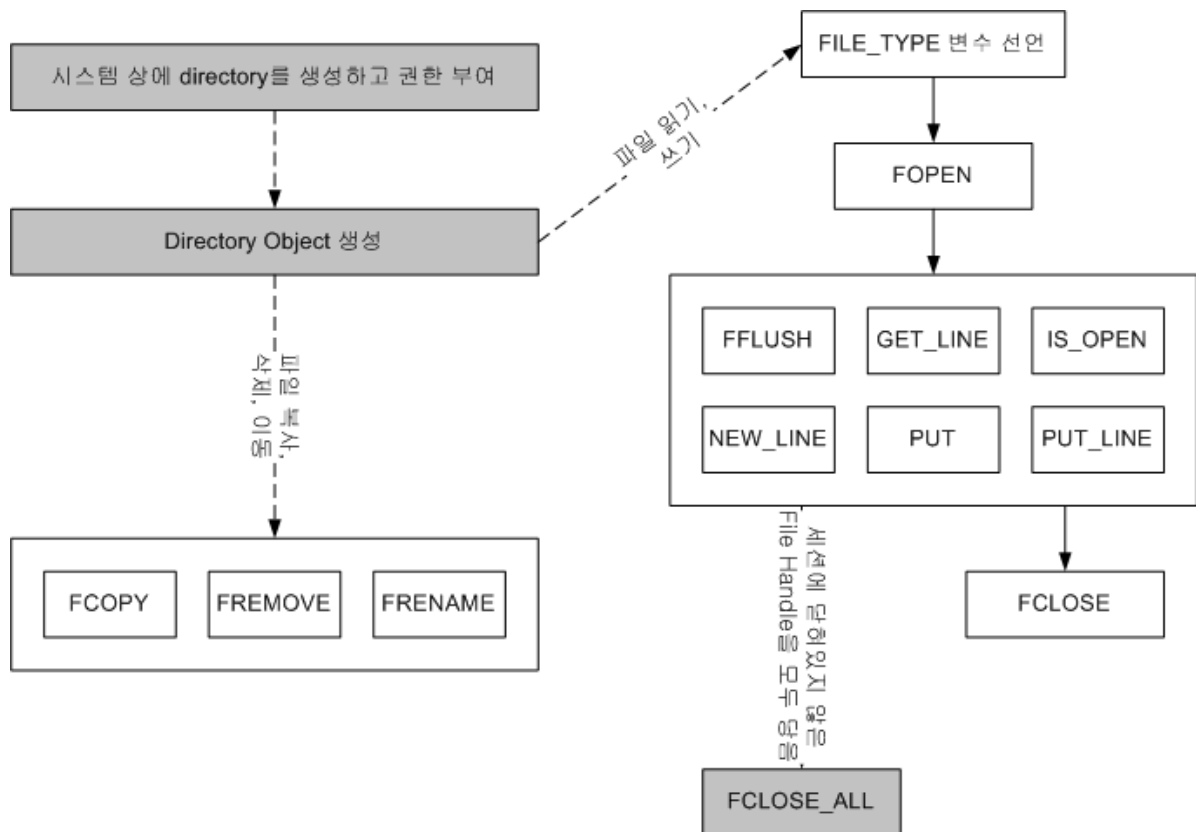 시스템 상에 directory를 생성하고 권한 부여
Directory Object 생성
파일 복사,
삭제, 이동
FCOPY
FREMOVE
FRENAME
파일 읽기,
쓰기
FILE_TYPE 변수 선언
FOPEN
FFLUSH
GET_LINE
IS_OPEN
NEW_LINE
PUT
PUT_LINE
세션에 닫혀있지 않은
File Handle을 모두 닫음
FCLOSE_ALL
FCLOSE